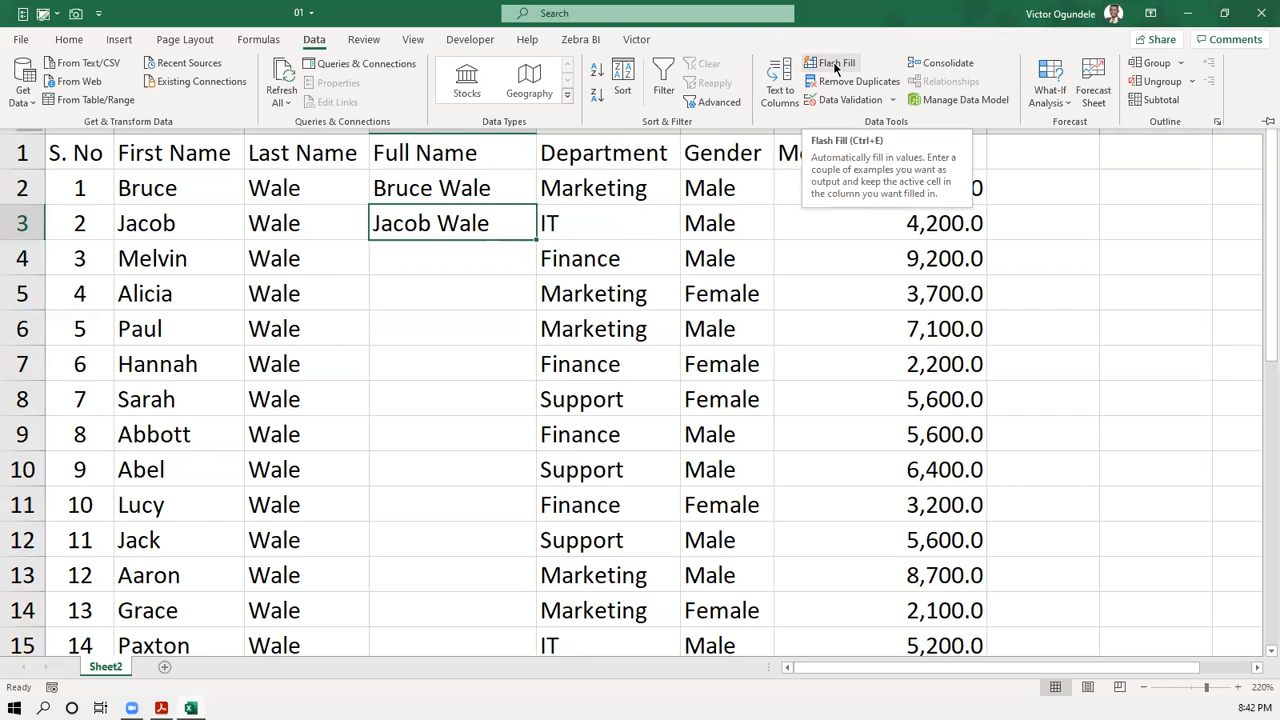 01
Search
Victor Ogundele
File Home Insert Page Layout Formulas Data Review View Developer Help Zebra BI Victor
Share Comments
Get Data
From Text/CSV
From Web
From Table/Range
Recent Sources
Existing Connections
Get & Transform Data
Refresh All
Queries & Connections
Properties
Edit Links
Queries & Connections
Stocks
Geography
Data Types
Sort
Filter
Clear
Reapply
Advanced
Sort & Filter
Text to Columns
Flash Fill
Remove Duplicates
Data Validation
Consolidate
Relationships
Manage Data Model
Data Tools
What-If Analysis
Forecast Sheet
Forecast
Group
Ungroup
Subtotal
Outline
Flash Fill (Ctrl+E)
Automatically fill in values. Enter a
couple of examples you want as
output and keep the active cell in
the column you want filled in.
1 S. No First Name Last Name Full Name Department Gender
2 1 Bruce Wale Bruce Wale Marketing Male
3 2 Jacob Wale Jacob Wale IT Male 4,200.0
4 3 Melvin Wale Finance Male 9,200.0
5 4 Alicia Wale Marketing Female 3,700.0
6 5 Paul Wale Marketing Male 7,100.0
7 6 Hannah Wale Finance Female 2,200.0
8 7 Sarah Wale Support Female 5,600.0
9 8 Abbott Wale Finance Male 5,600.0
10 9 Abel Wale Support Male 6,400.0
11 10 Lucy Wale Finance Female 3,200.0
12 11 Jack Wale Support Male 5,600.0
13 12 Aaron Wale Marketing Male 8,700.0
14 13 Grace Wale Marketing Female 2,100.0
15 14 Paxton Wale IT Male 5,200.0
Sheet2
Ready
220%
8:42 PM